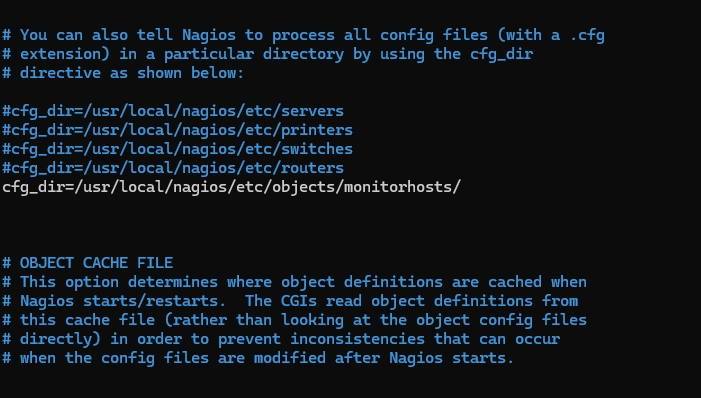 # You can also tell Nagios to process all config files (with a .cfg
# extension) in a particular directory by using the cfg_dir
# directive as shown below:
#cfg_dir=/usr/local/nagios/etc/servers
#cfg_dir=/usr/local/nagios/etc/printers
#cfg_dir=/usr/local/nagios/etc/switches
#cfg_dir=/usr/local/nagios/etc/routers
cfg_dir=/usr/local/nagios/etc/objects/monitorhosts/
# OBJECT CACHE FILE
# This option determines where object definitions are cached when
# Nagios starts/restarts.  The CGIs read object definitions from
# this cache file (rather than looking at the object config files
# directly) in order to prevent inconsistencies that can occur
# when the config files are modified after Nagios starts.